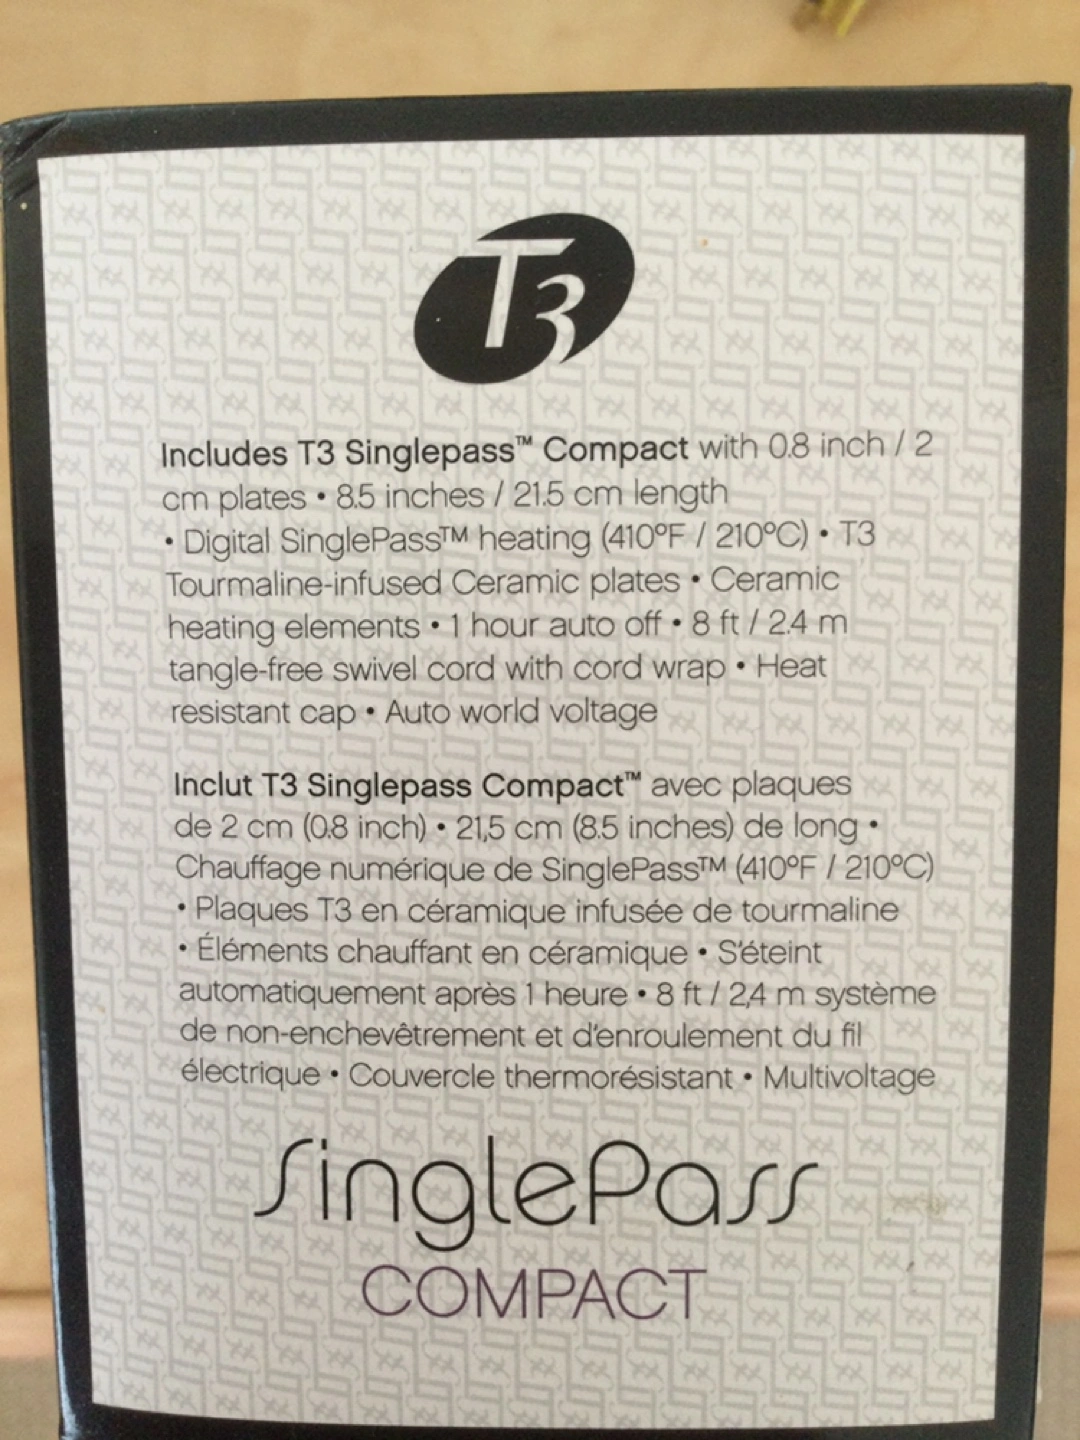 T3
Includes T3 Singlepass™ Compact with 0.8 inch / 2
cm plates • 8.5 inches / 21.5 cm length
• Digital SinglePass™ heating (410°F / 210°C) • T3
Tourmaline-infused Ceramic plates • Ceramic
heating elements • 1 hour auto off • 8 ft / 2.4 m
tangle-free swivel cord with cord wrap • Heat
resistant cap • Auto world voltage
Inclut T3 Singlepass Compact™ avec plaques
de 2 cm (0.8 inch) • 21,5 cm (8.5 inches) de long •
Chauffage numérique de SinglePass™ (410°F / 210°C)
• Plaques T3 en céramique infusée de tourmaline
• Éléments chauffant en céramique • S'éteint
automatiquement après 1 heure • 8 ft / 2,4 m système
de non-enchevêtrement et d'enroulement du fil
électrique • Couvercle thermorésistant • Multivoltage
SinglePass
COMPACT